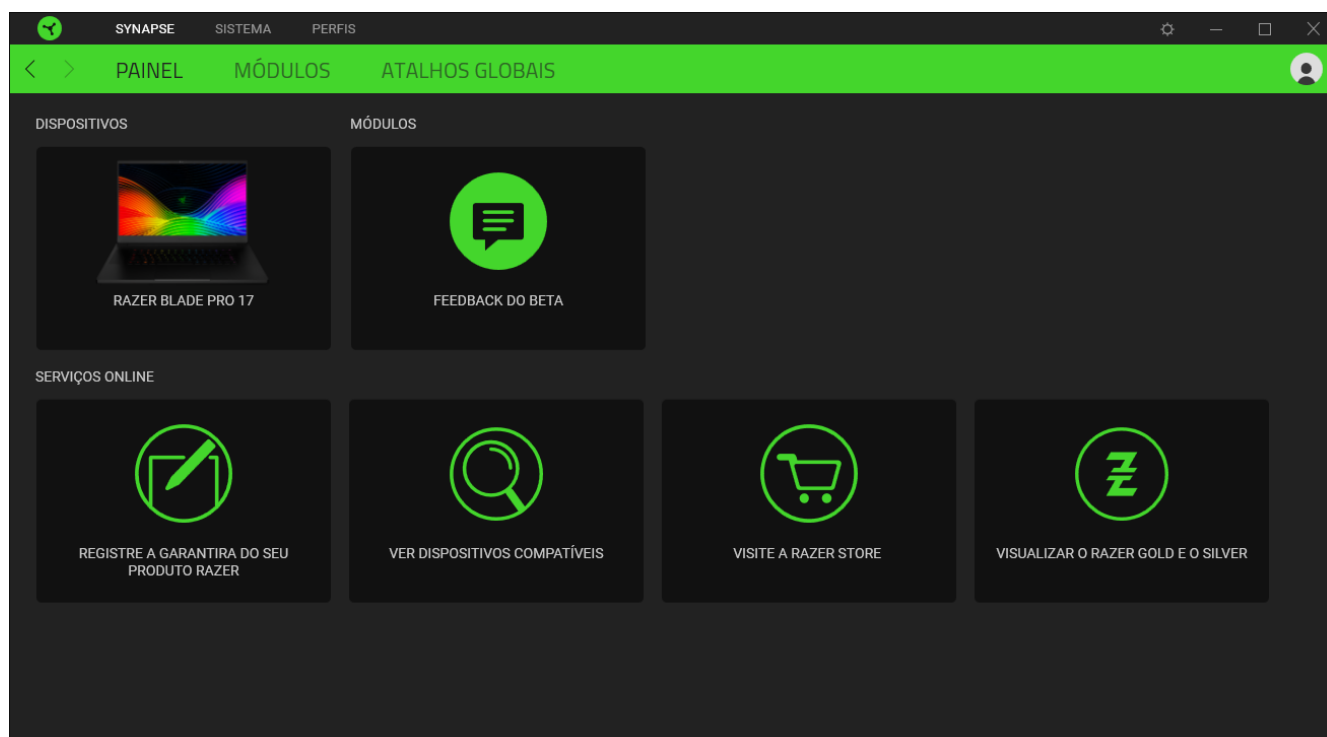 SYNAPSE SISTEMA PERFIS
PAINEL MÓDULOS ATALHOS GLOBAIS
DISPOSITIVOS MÓDULOS
RAZER BLADE PRO 17 FEEDBACK DO BETA
SERVIÇOS ONLINE
REGISTRE A GARANTIRA DO SEU
PRODUTO RAZER
VER DISPOSITIVOS COMPATÍVEIS
VISITE A RAZER STORE
VISUALIZAR O RAZER GOLD E O SILVER